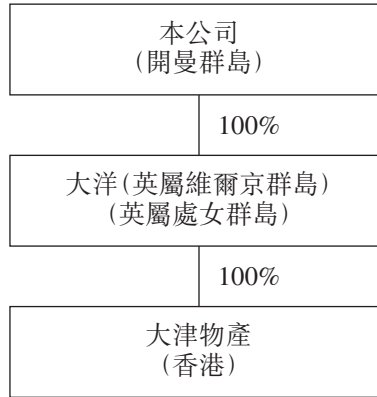 本公司
(開曼群島)
100%
大洋(英屬維爾京群島)
(英屬處女群島)
100%
大津物產
(香港)